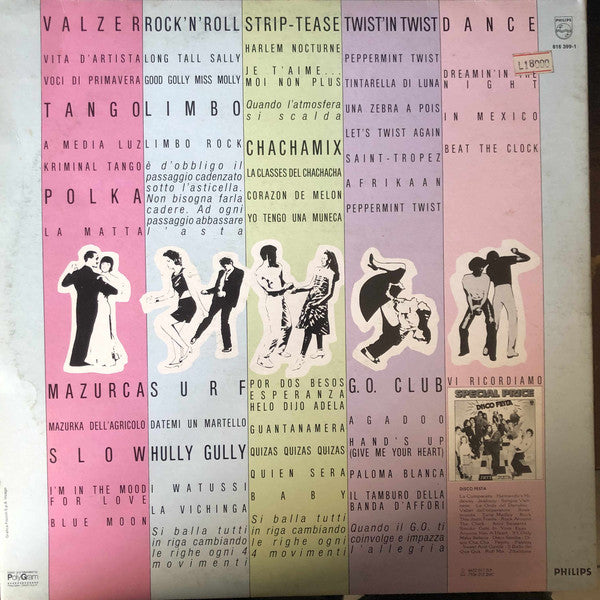 VALZER
VITA D'ARTISTA
VOCI DI PRIMAVERA
TANGO
A MEDIA LUZ
KRIMINAL TANGO
POLKA
LA MATTA
MAZURCA
MAZURKA DELL'AGRICOLO
SLOW
I'M IN THE MOOD
FOR LOVE
BLUE MOON
ROCK'N'ROLL
LONG TALL SALLY
GOOD GOLLY MISS MOLLY
LIMBO
LIMBO ROCK
è d'obbligo il
passaggio cadenzato
sotto l'asticella.
Non bisogna farla
cadere. Ad ogni
passaggio abbassare
l'asta
SURF
DATEMI UN MARTELLO
HULLY GULLY
I WATUSSI
LA VICHINGA
Si balla tutti
in riga cambiando
le righe ogni 4
movimenti
STRIP-TEASE
HARLEM NOCTURNE
JE T'AIME...
MOI NON PLUS
Quando l'atmosfera
si scalda
CHACHAMIX
LA CLASSES DEL CHACHACHA
CORAZON DE MELON
YO TENGO UNA MUNECA
POR DOS BESOS
ESPERANZA
HELO DIJO ADELA
GUANTANAMERA
QUIZAS QUIZAS QUIZAS
QUIEN SERA
BABY
Si balla tutti
in riga cambiando
le righe ogni
4 movimenti
TWIST'IN TWIST
PEPPERMINT TWIST
TINTARELLA DI LUNA
UNA ZEBRA A POIS
LET'S TWIST AGAIN
SAINT-TROPEZ
AFRIKAAN
PEPPERMINT TWIST
G.O. CLUB
AGADOO
HAND'S UP
(GIVE ME YOUR HEART)
PALOMA BLANCA
IL TAMBURO DELLA
BANDA D'AFFORI
Quando il G.O. ti
coinvolge e impazza
l'allegria
DANCE
DREAMIN' IN THE
NIGHT
IN MEXICO
BEAT THE CLOCK
VI RICORDIAMO
SPECIAL PRICE
DISCO FESTA
DISCO FESTA
PHILIPS
818 399-1
L18000
PolyGram
PHILIPS